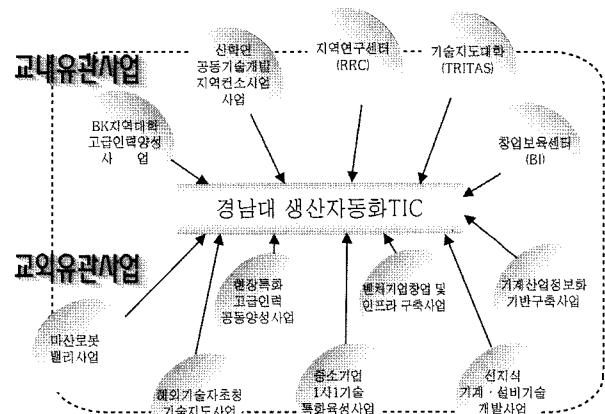 교내유관사업
산학연
공동기술개발
지역컨소사업
사업
지역연구센터
(RRC)
기술지도대학
(TRITAS)
BK지역대학
고급인력양성
사 업
창업보육센터
(BI)
경남대 생산자동화TIC
교외유관사업
마산로봇
밸리사업
해외기술자초청
기술지도사업
현장특화
고급인력
공동양성사업
중소기업
1사1기술
특화육성사업
벤처기업창업 및
인프라 구축사업
신지식
기계·설비기술
개발사업
기계산업정보화
기반구축사업